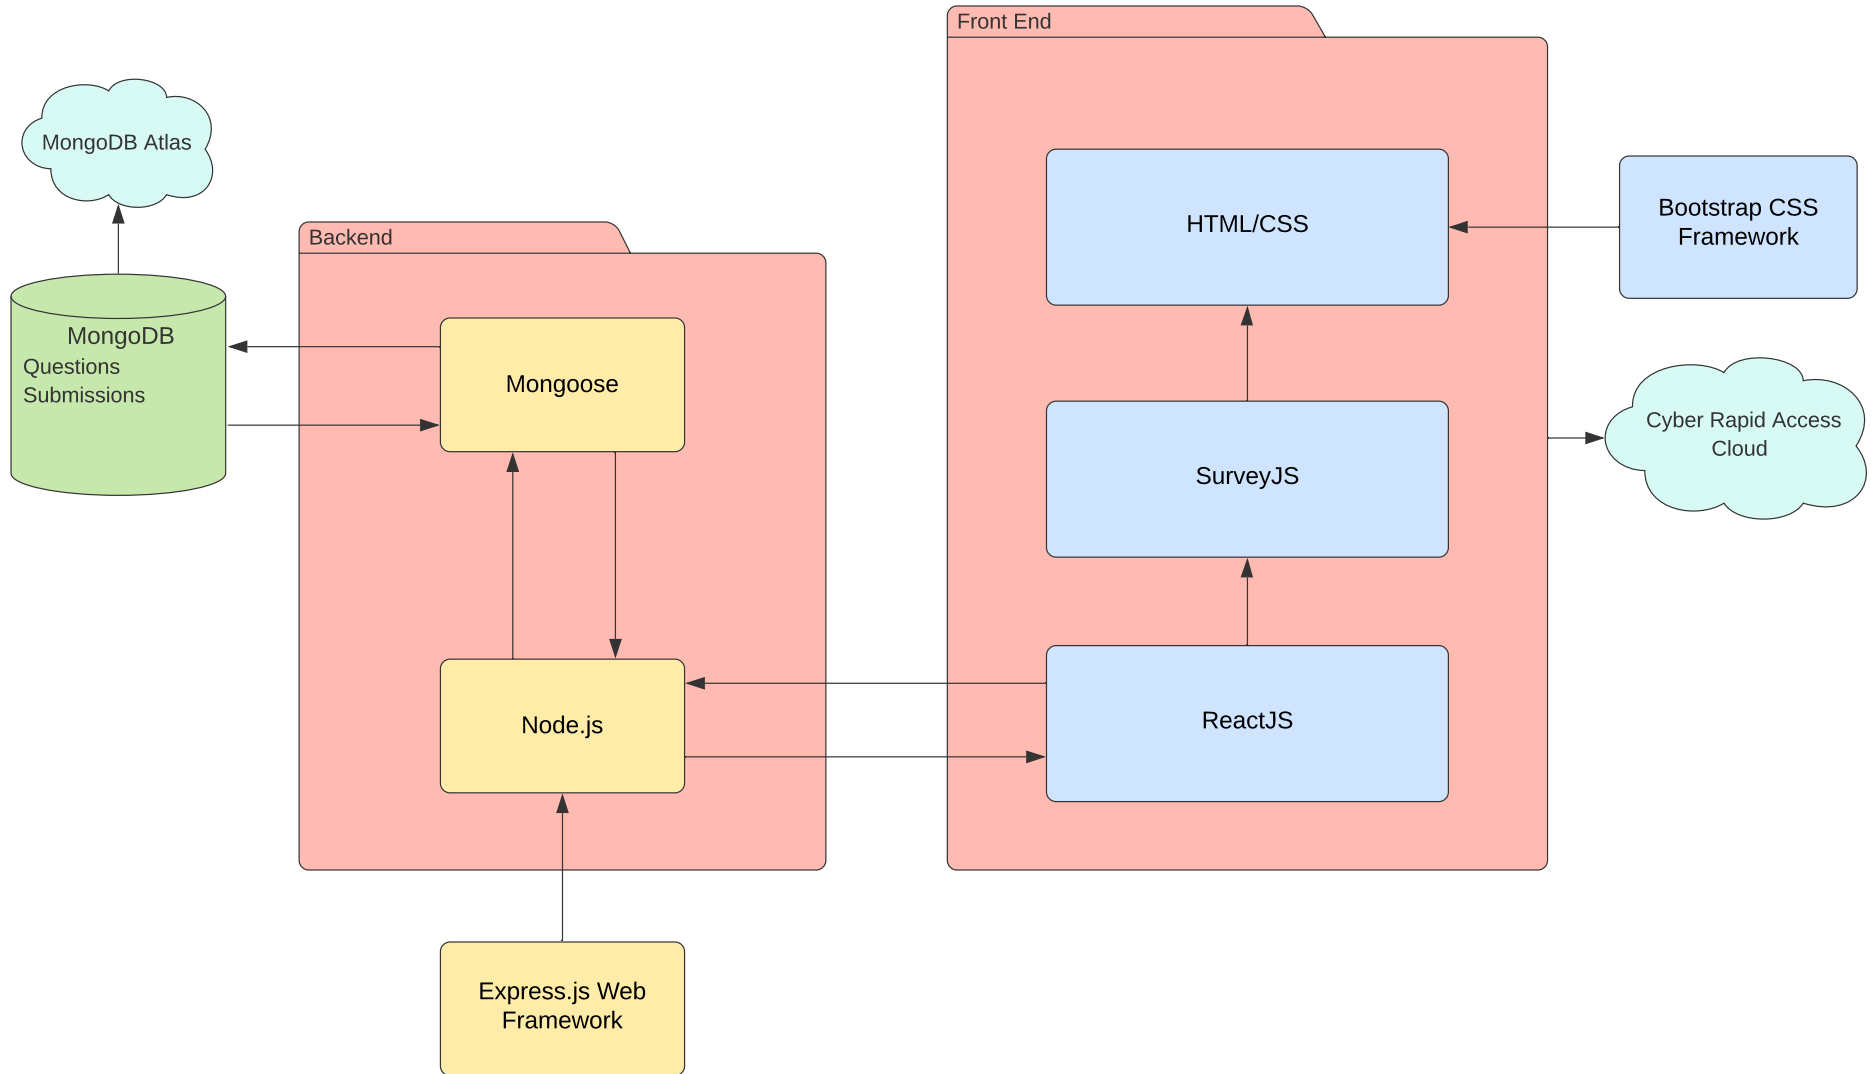 Front End
MongoDB Atlas
HTML/CSS
Bootstrap CSS
Framework
Backend
MongoDB
Questions
Submissions
Mongoose
SurveyJS
Cyber Rapid Access
Cloud
Node.js
ReactJS
Express.js Web
Framework